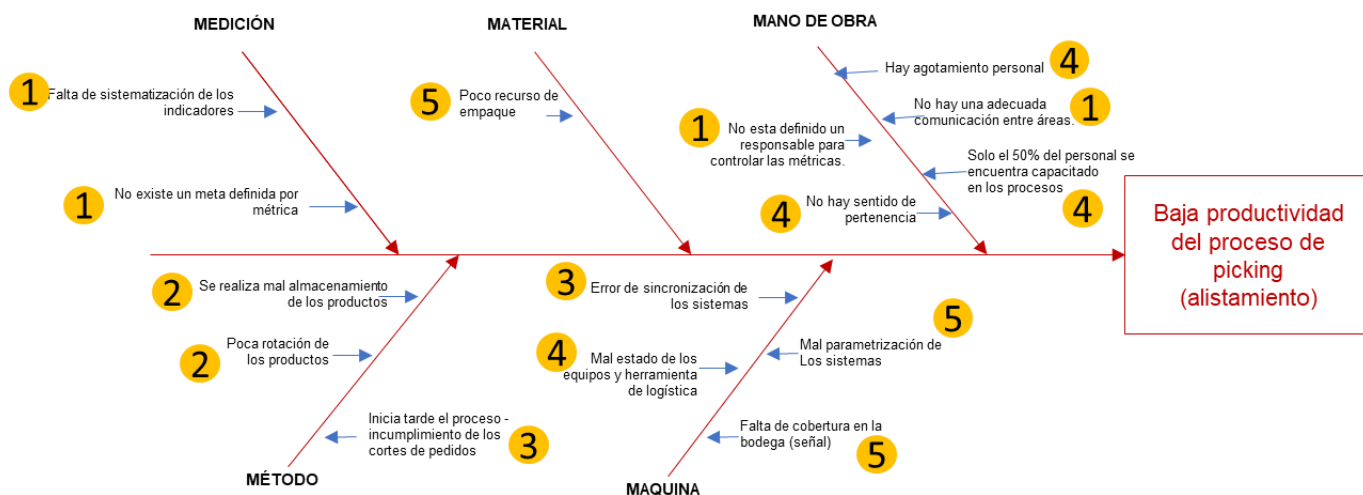 MEDICIÓN
MATERIAL
MANO DE OBRA
1
Falta de sistematización de los
indicadores
1
No existe un meta definida por
métrica
5
Poco recurso de
empaque
Hay agotamiento personal
4
No hay una adecuada
comunicación entre áreas.
1
1
No esta definido un
responsable para
controlar las métricas.
Solo el 50% del personal se
encuentra capacitado
en los procesos
4
4
No hay sentido de
pertenencia
Baja productividad
del proceso de
picking
(alistamiento)
2
Se realiza mal almacenamiento
de los productos
2
Poca rotación de
los productos
Inicia tarde el proceso -
incumplimiento de los
cortes de pedidos
3
MÉTODO
3
Error de sincronización de
los sistemas
5
Mal parametrización de
Los sistemas
4
Mal estado de los
equipos y herramienta
de logística
Falta de cobertura en la
bodega (señal)
5
MAQUINA